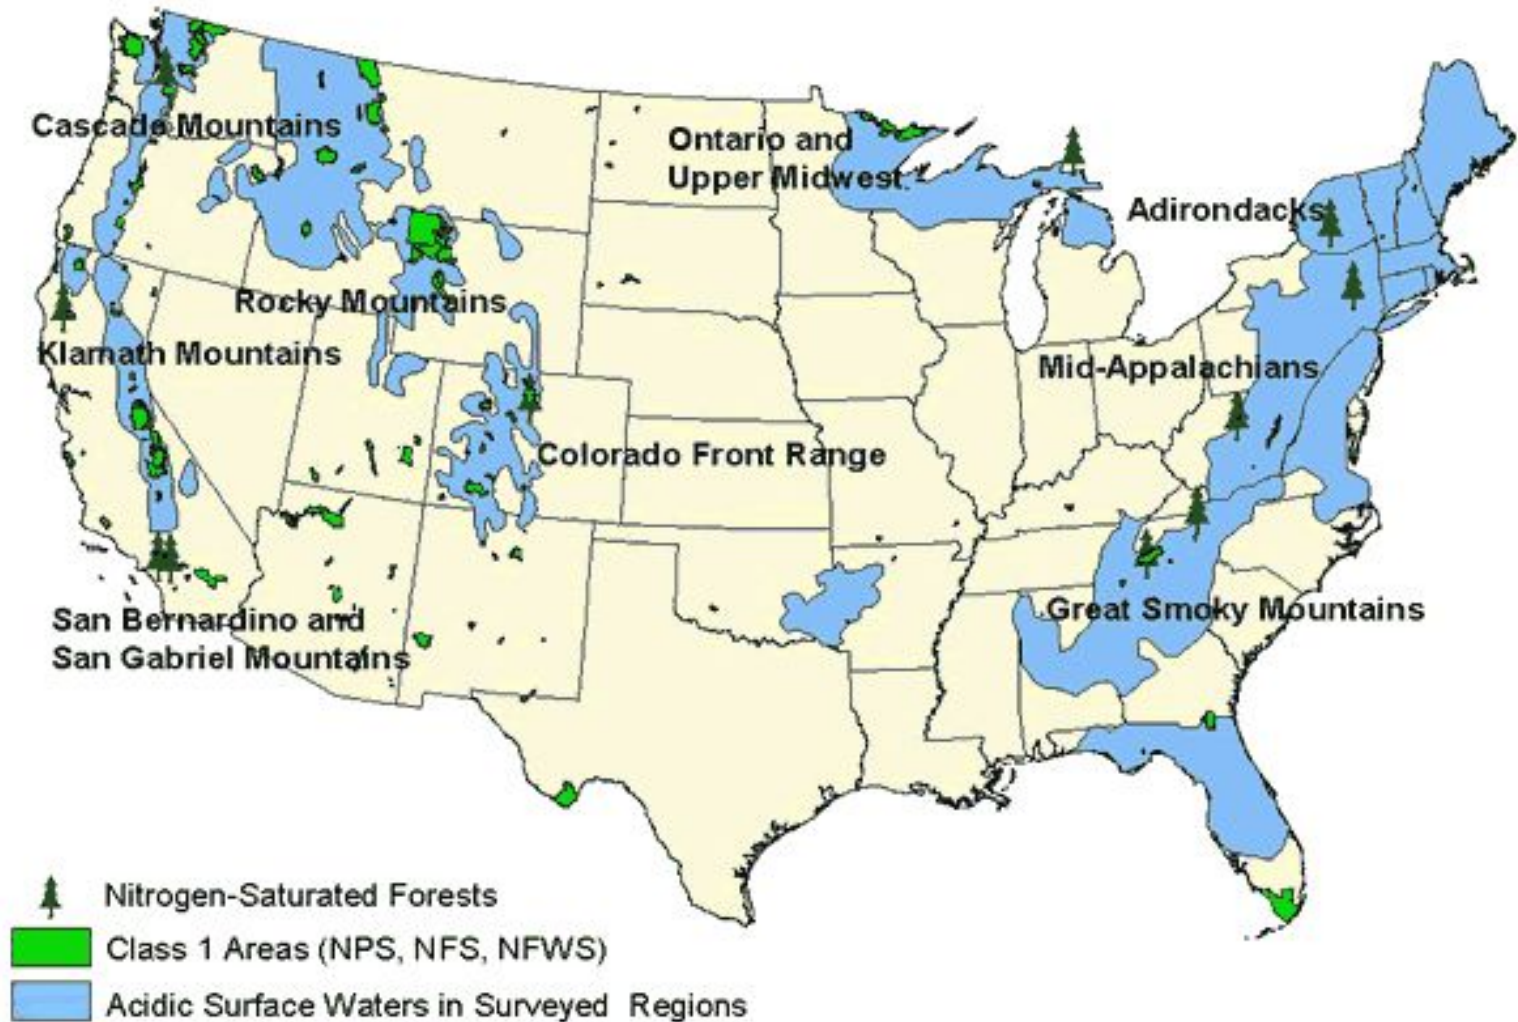 Cascade Mountains
Ontario and
Upper Midwest
Adirondacks
Rocky Mountains
Klamath Mountains
Mid-Appalachians
Colorado Front Range
San Bernardino and
San Gabriel Mountains
Great Smoky Mountains
Nitrogen-Saturated Forests
Class 1 Areas (NPS, NFS, NFWS)
Acidic Surface Waters in Surveyed Regions